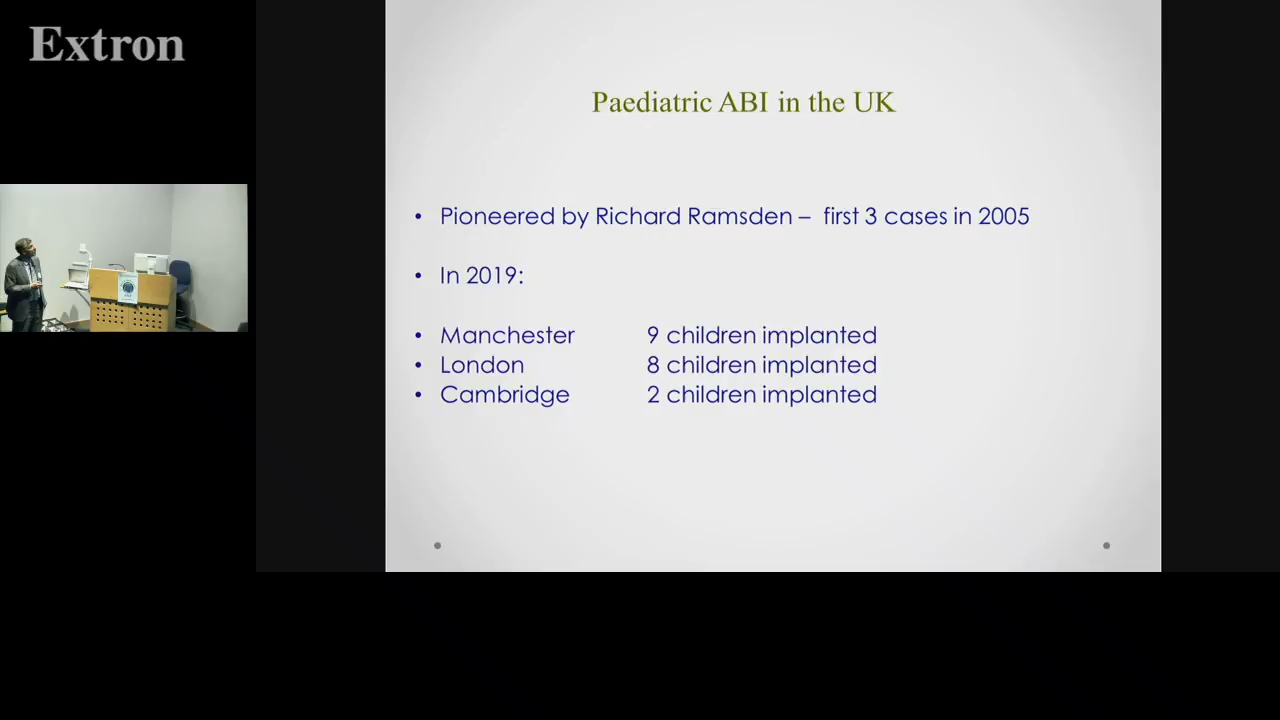 Extron
Paediatric ABI in the UK
• Pioneered by Richard Ramsden – first 3 cases in 2005
• In 2019:
• Manchester 9 children implanted
• London 8 children implanted
• Cambridge 2 children implanted